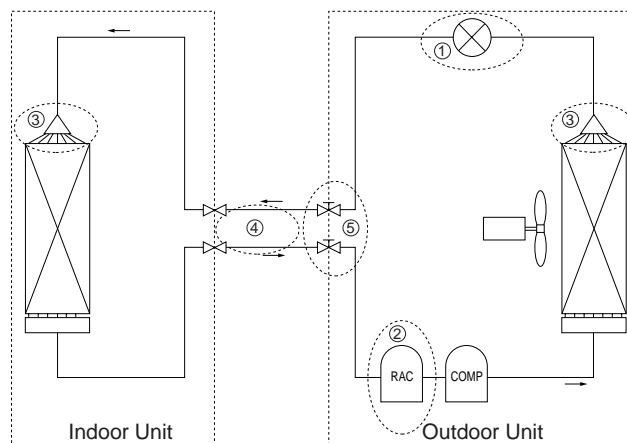 ①
③
③
④
⑤
②
RAC
COMP
Indoor Unit
Outdoor Unit